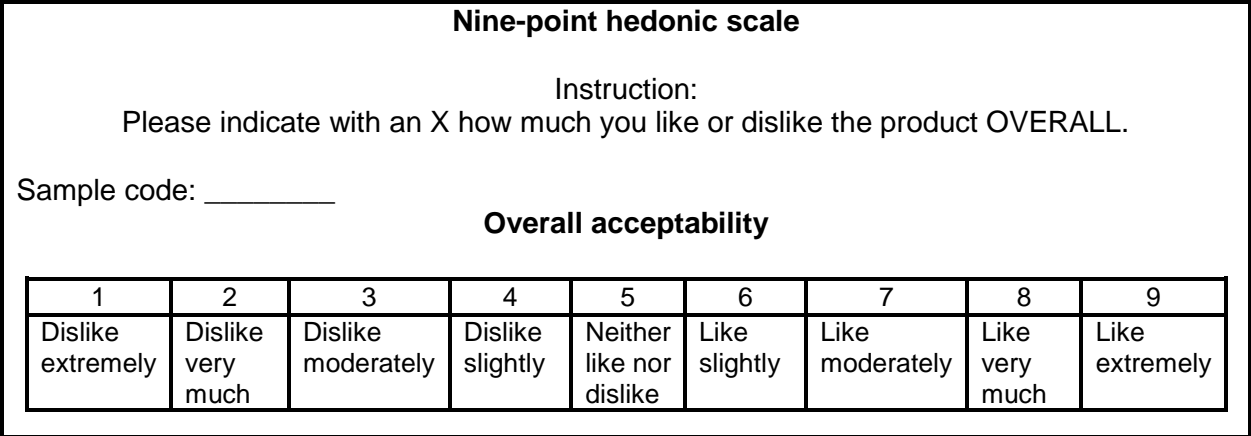 Nine-point hedonic scale
Instruction:
Please indicate with an X how much you like or dislike the product OVERALL.
Sample code: ________
Overall acceptability
1 2 3 4 5 6 7 8 9
Dislike Dislike Dislike Dislike Neither Like Like Like Like
extremely very moderately slightly like nor slightly moderately very extremely
much dislike much